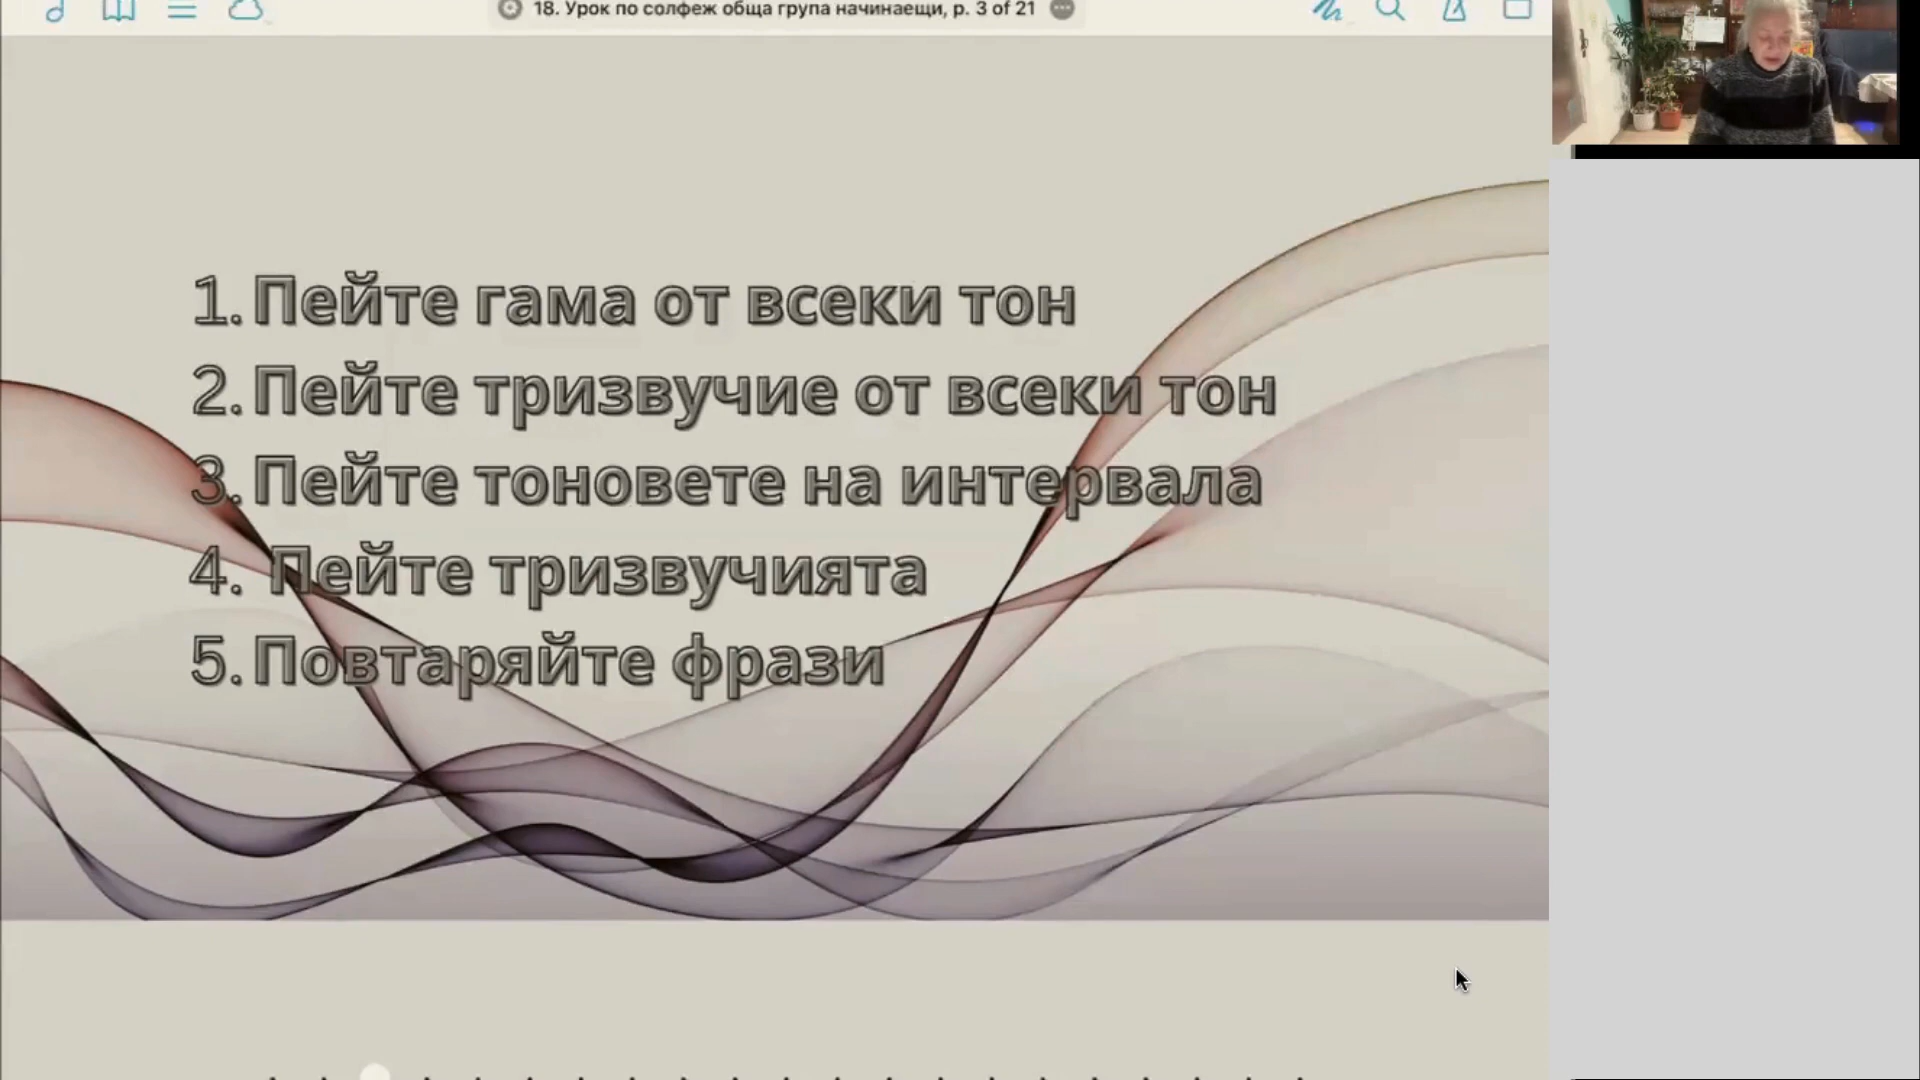 18. Урок по солфеж обща група начинаещи, p. 3 of 21
1. Пейте гама от всеки тон
2. Пейте тризвучие от всеки тон
3. Пейте тоновете на интервала
4. Пейте тризвучията
5. Повтаряйте фрази